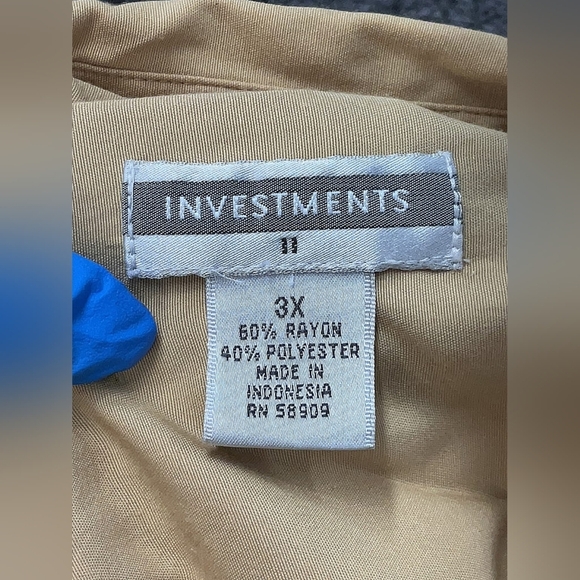 INVESTMENTS
II
3X
60% RAYON
40% POLYESTER
MADE IN
INDONESIA
RN 58909